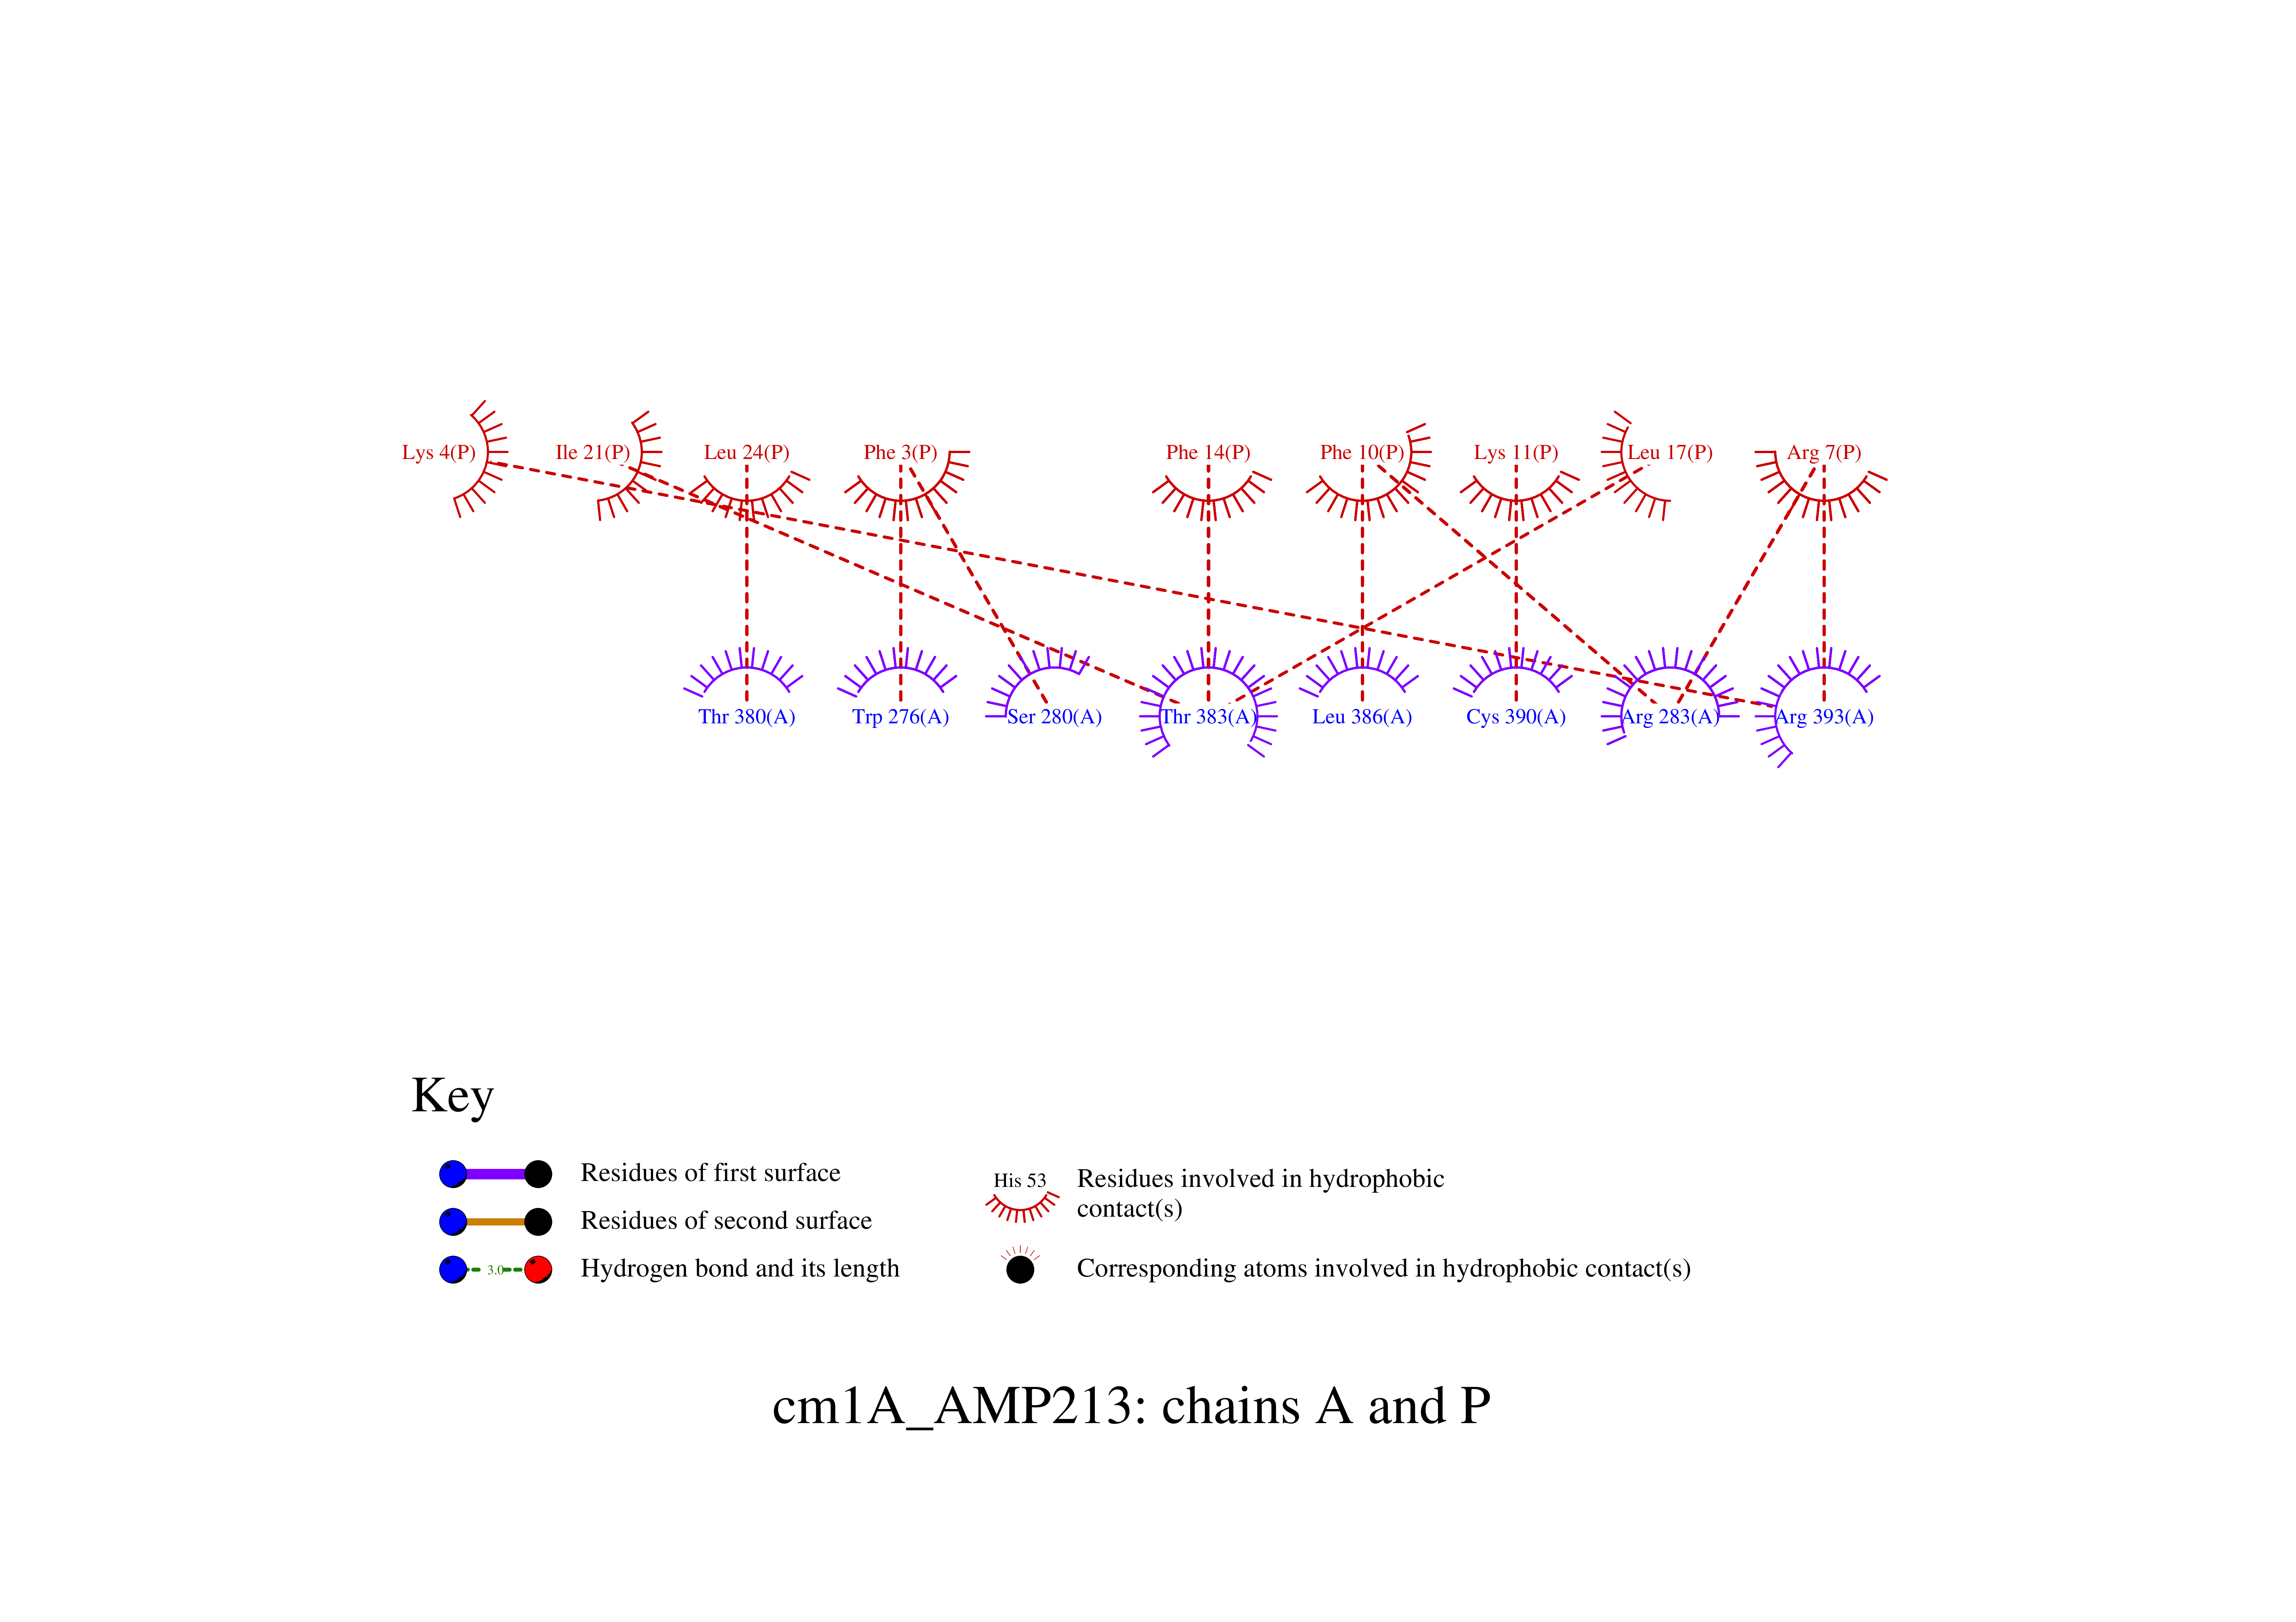 Lys 4(P) Ile 21(P) Leu 24(P) Phe 3(P) Phe 14(P) Phe 10(P) Lys 11(P) Leu 17(P) Arg 7(P)
Thr 380(A) Trp 276(A) Ser 280(A) Thr 383(A) Leu 386(A) Cys 390(A) Arg 283(A) Arg 393(A)
Key
Residues of first surface
Residues of second surface
3.0 Hydrogen bond and its length
His 53 Residues involved in hydrophobic
contact(s)
Corresponding atoms involved in hydrophobic contact(s)
cm1A_AMP213: chains A and P